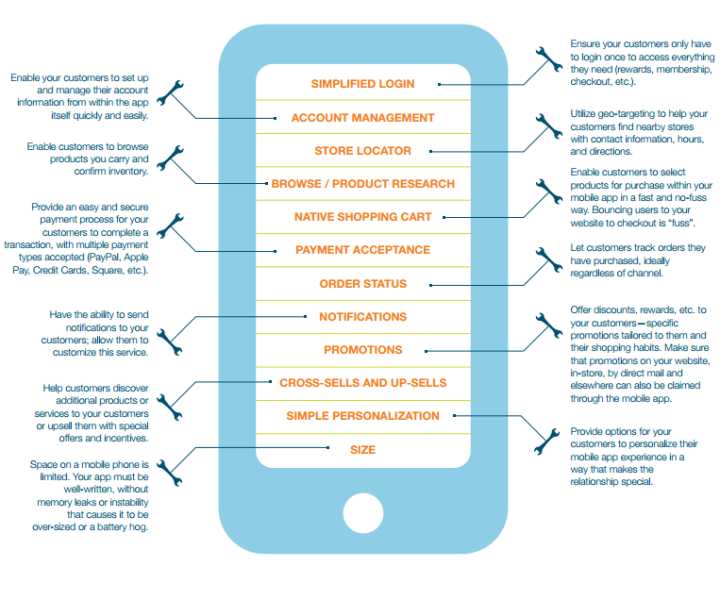 SIMPLIFIED LOGIN
Ensure your customers only have
to login once to access everything
they need (rewards, membership,
checkout, etc.).
Enable your customers to set up
and manage their account
information from within the app
itself quickly and easily.
ACCOUNT MANAGEMENT
STORE LOCATOR
Utilize geo-targeting to help your
customers find nearby stores
with contact information, hours,
and directions.
Enable customers to browse
products you carry and
confirm inventory.
BROWSE / PRODUCT RESEARCH
NATIVE SHOPPING CART
Enable customers to select
products for purchase within your
mobile app in a fast and no-fuss
way. Bouncing users to your
website to checkout is “fuss”.
Provide an easy and secure
payment process for your
customers to complete a
transaction, with multiple payment
types accepted (PayPal, Apple
Pay, Credit Cards, Square, etc.).
PAYMENT ACCEPTANCE
ORDER STATUS
Let customers track orders they
have purchased, ideally
regardless of channel.
Have the ability to send
notifications to your
customers; allow them to
customize this service.
NOTIFICATIONS
PROMOTIONS
Offer discounts, rewards, etc. to
your customers—specific
promotions tailored to them and
their shopping habits. Make sure
that promotions on your website,
in-store, by direct mail and
elsewhere can also be claimed
through the mobile app.
Help customers discover
additional products or
services to your customers
or upsell them with special
offers and incentives.
CROSS-SELLS AND UP-SELLS
SIMPLE PERSONALIZATION
Provide options for your
customers to personalize their
mobile app experience in a
way that makes the
relationship special.
Space on a mobile phone is
limited. Your app must be
well-written, without
memory leaks or instability
that causes it to be
over-sized or a battery hog.
SIZE